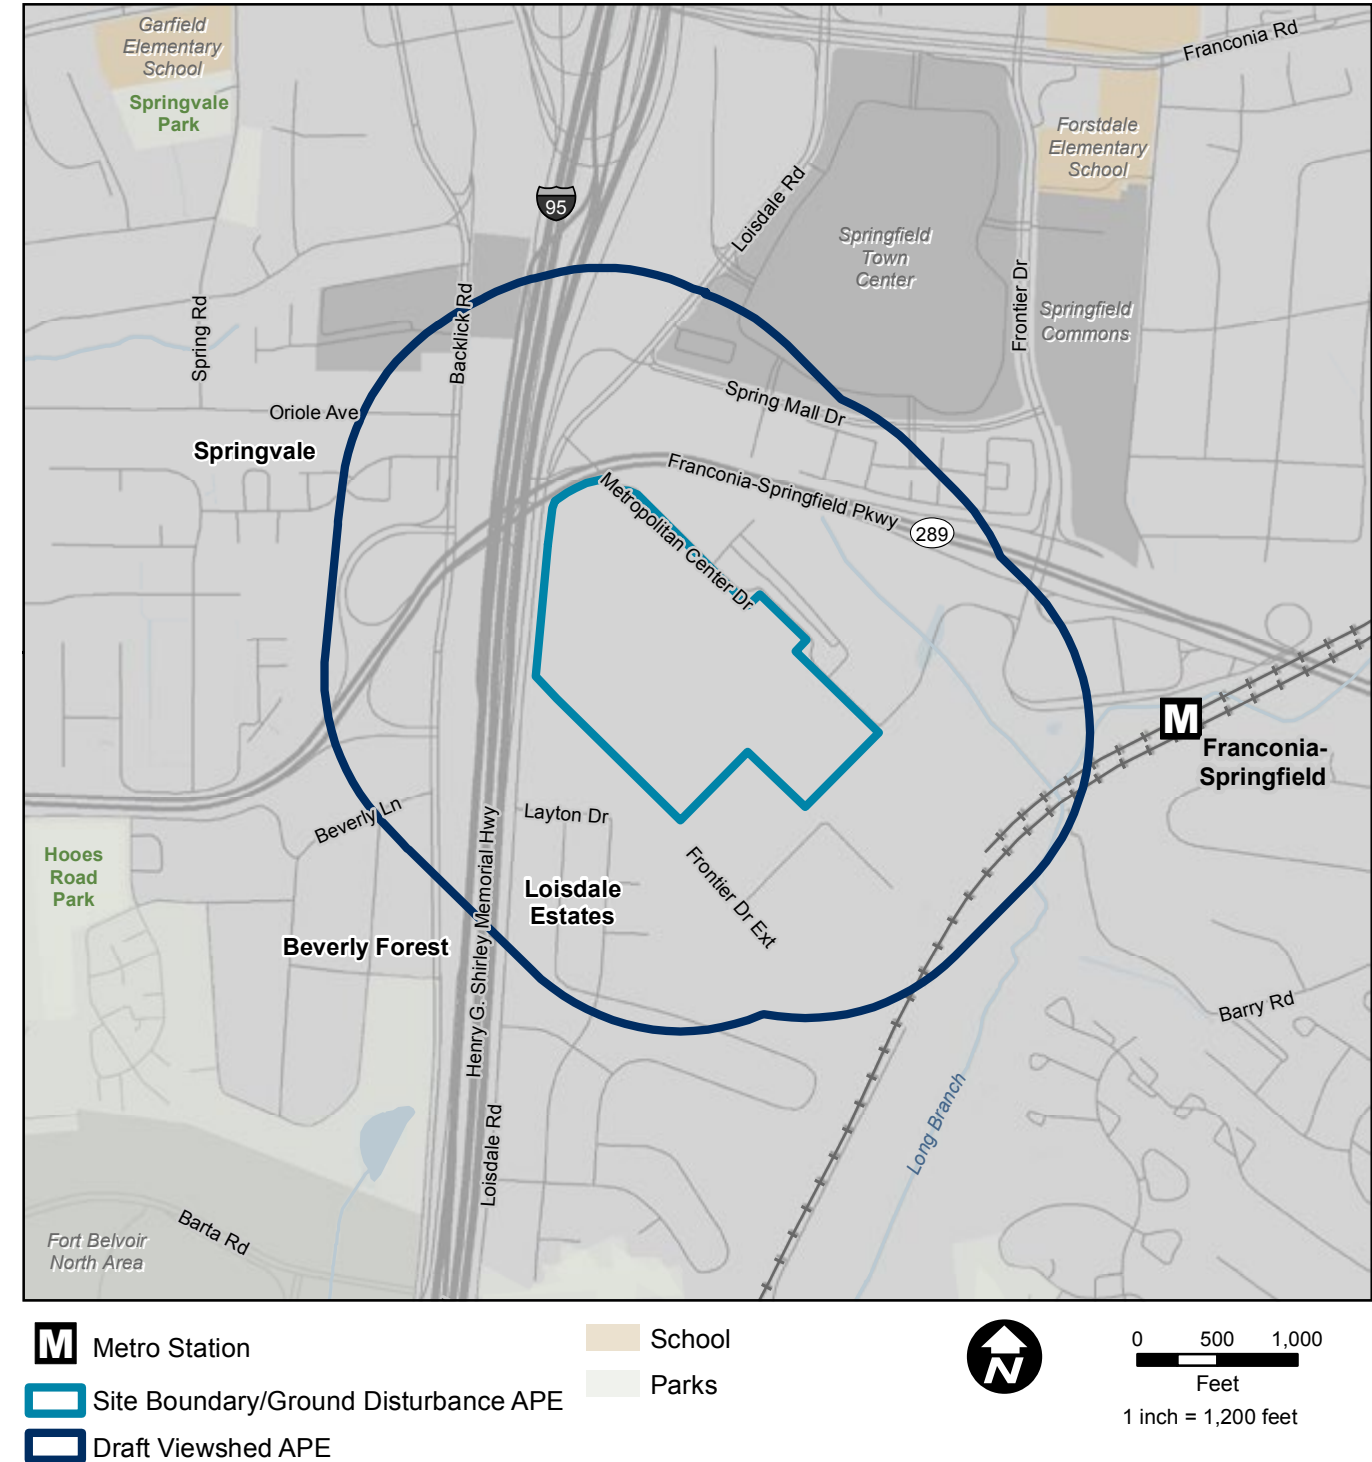 Garfield
Elementary
School
Springvale
Park
Franconia Rd
Forstdale
Elementary
School
95
Loisdale Rd
Springfield
Town
Center
Frontier Dr
Springfield
Commons
Spring Rd
Backlick Rd
Oriole Ave
Springvale
Spring Mall Dr
Franconia-Springfield Pkwy
289
Metropolitan Center Dr
M
Franconia-
Springfield
Beverly Ln
Layton Dr
Hooes
Road
Park
Henry G. Shirley Memorial Hwy
Loisdale
Estates
Frontier Dr Ext
Beverly Forest
Barry Rd
Long Branch
Loisdale Rd
Barta Rd
Fort Belvoir
North Area
M Metro Station
Site Boundary/Ground Disturbance APE
Draft Viewshed APE
School
Parks
N
0 500 1,000
Feet
1 inch = 1,200 feet